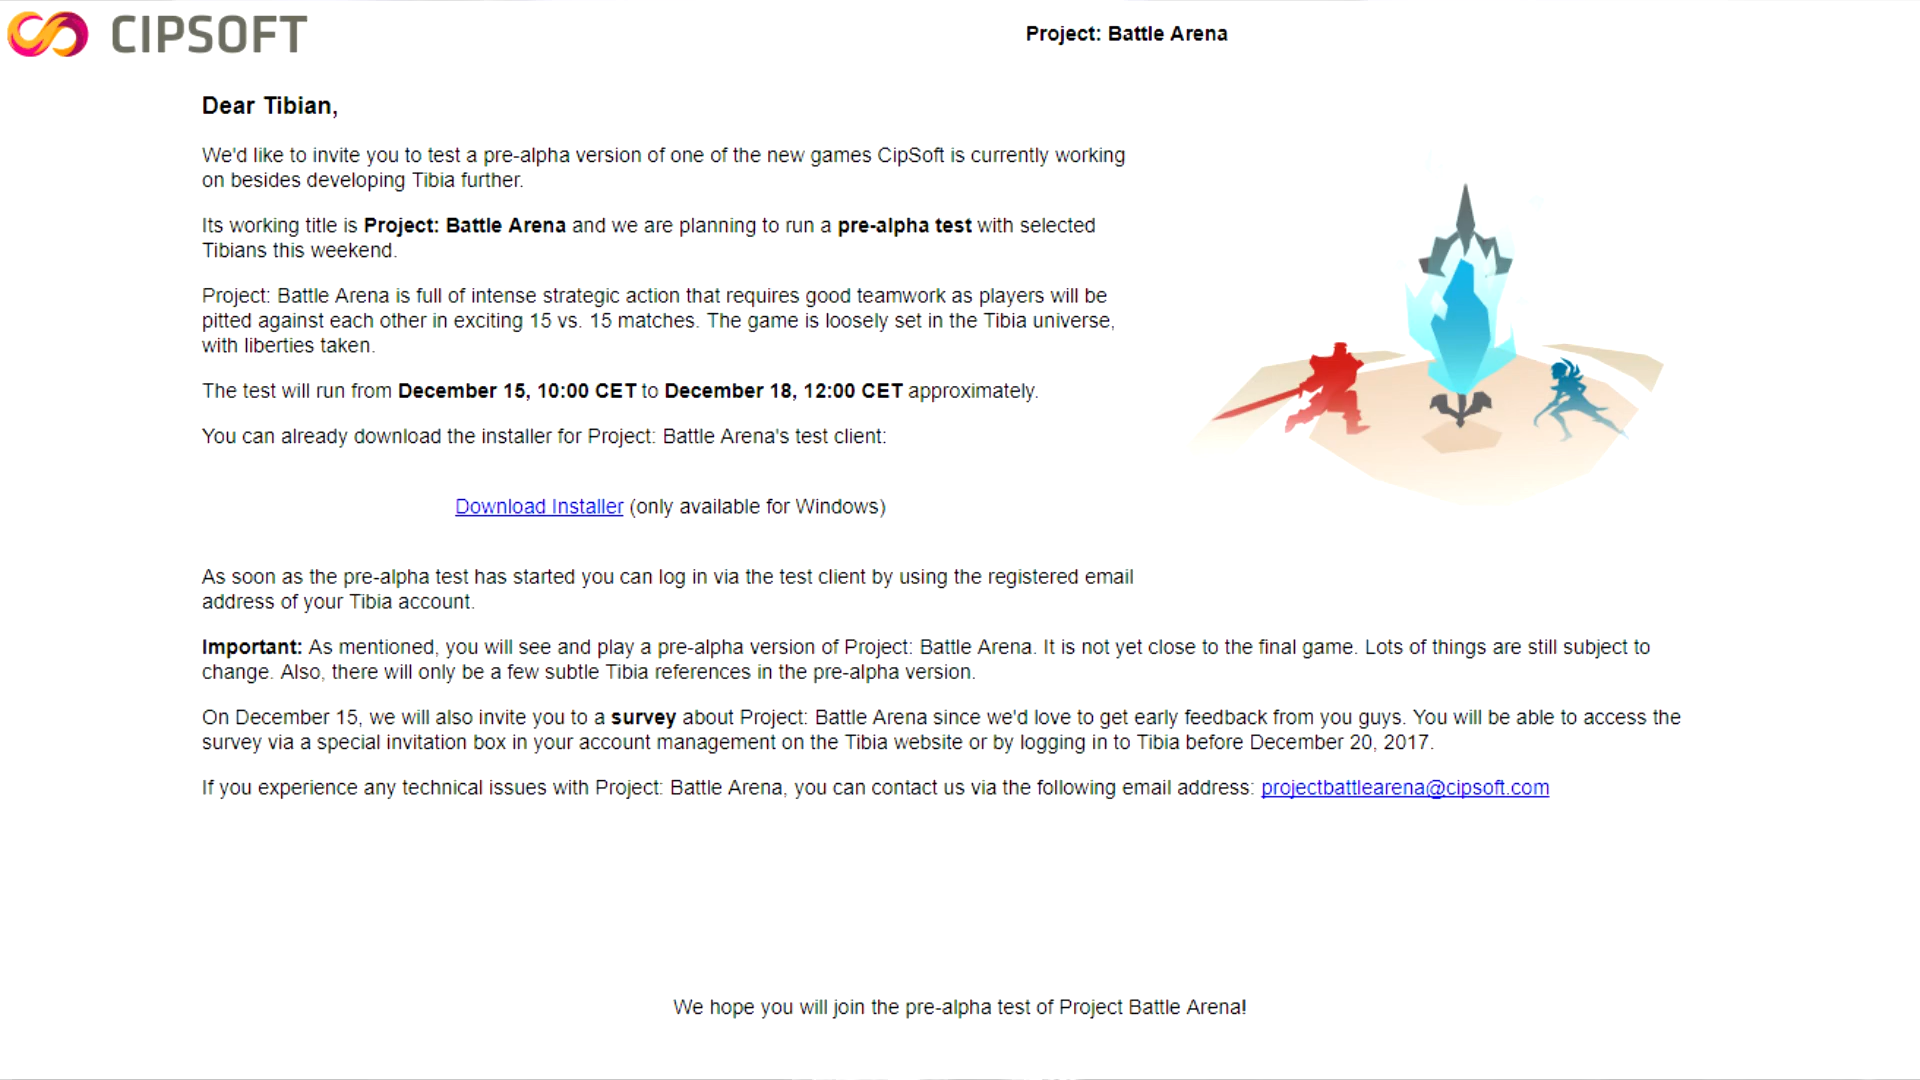 CIPSOFT
Project: Battle Arena
Dear Tibian,
We'd like to invite you to test a pre-alpha version of one of the new games CipSoft is currently working
on besides developing Tibia further.
Its working title is Project: Battle Arena and we are planning to run a pre-alpha test with selected
Tibians this weekend.
Project: Battle Arena is full of intense strategic action that requires good teamwork as players will be
pitted against each other in exciting 15 vs. 15 matches. The game is loosely set in the Tibia universe,
with liberties taken.
The test will run from December 15, 10:00 CET to December 18, 12:00 CET approximately.
You can already download the installer for Project: Battle Arena's test client:
Download Installer (only available for Windows)
As soon as the pre-alpha test has started you can log in via the test client by using the registered email
address of your Tibia account.
Important: As mentioned, you will see and play a pre-alpha version of Project: Battle Arena. It is not yet close to the final game. Lots of things are still subject to
change. Also, there will only be a few subtle Tibia references in the pre-alpha version.
On December 15, we will also invite you to a survey about Project: Battle Arena since we'd love to get early feedback from you guys. You will be able to access the
survey via a special invitation box in your account management on the Tibia website or by logging in to Tibia before December 20, 2017.
If you experience any technical issues with Project: Battle Arena, you can contact us via the following email address: projectbattlearena@cipsoft.com
We hope you will join the pre-alpha test of Project Battle Arena!